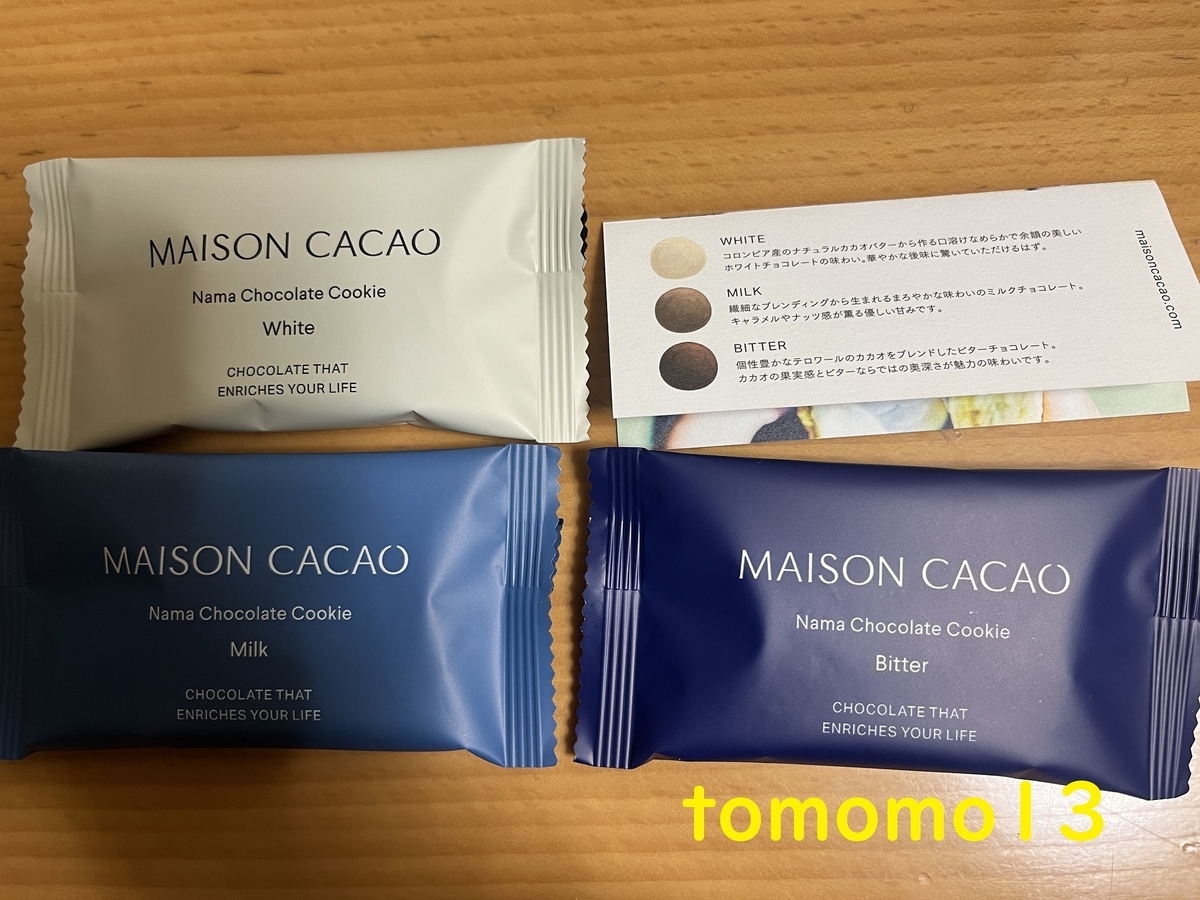 MAISON CACAO
Nama Chocolate Cookie
White
CHOCOLATE THAT
ENRICHES YOUR LIFE
WHITE
コロンビア産のナチュラルカカオバターから作る口溶けなめらかで余韻の美しい
ホワイトチョコレートの味わい。華やかな後味に驚いていただけるはず。
MILK
繊細なブレンディングから生まれるまろやかな味わいのミルクチョコレート。
キャラメルやナッツ感が薫る優しい甘みです。
BITTER
個性豊かなテロワールのカカオをブレンドしたビターチョコレート。
カカオの果実感とビターならではの奥深さが魅力の味わいです。
maisoncacao.com
MAISON CACAO
Nama Chocolate Cookie
Milk
CHOCOLATE THAT
ENRICHES YOUR LIFE
MAISON CACAO
Nama Chocolate Cookie
Bitter
CHOCOLATE THAT
ENRICHES YOUR LIFE
tomomo13